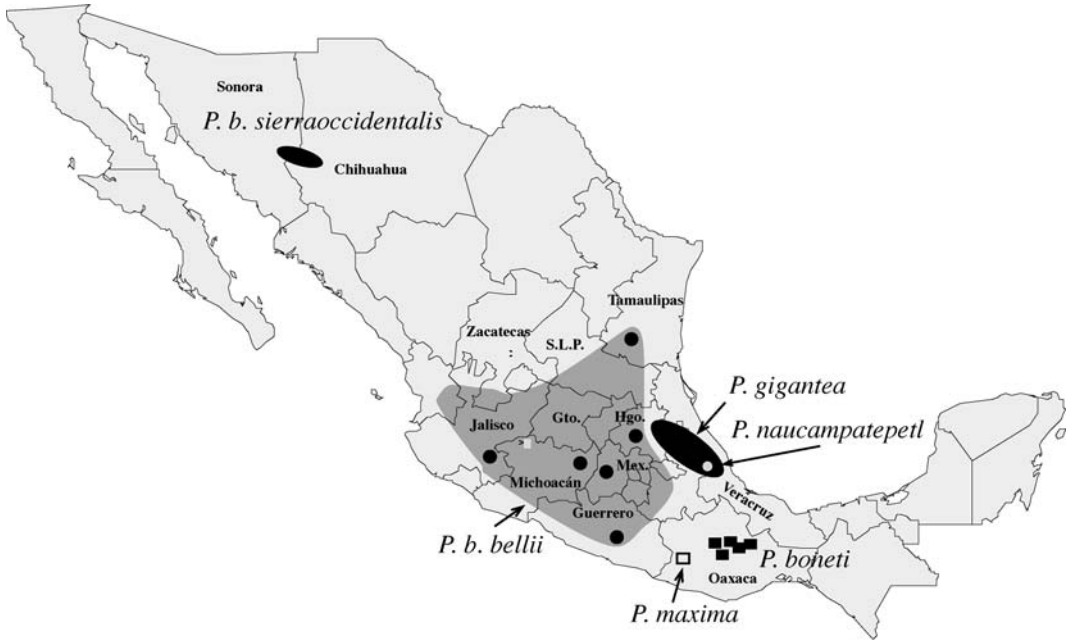 Sonora
P. b. sierraoccidentalis
Chihuahua
Tamaulipas
Zacatecas
S.L.P.
P. gigantea
Jalisco
Gto.
Hgo.
P. naucampatepetl
Mex.
Michoacán
Veracruz
Guerrero
P. b. bellii
P. boneti
Oaxaca
P. maxima